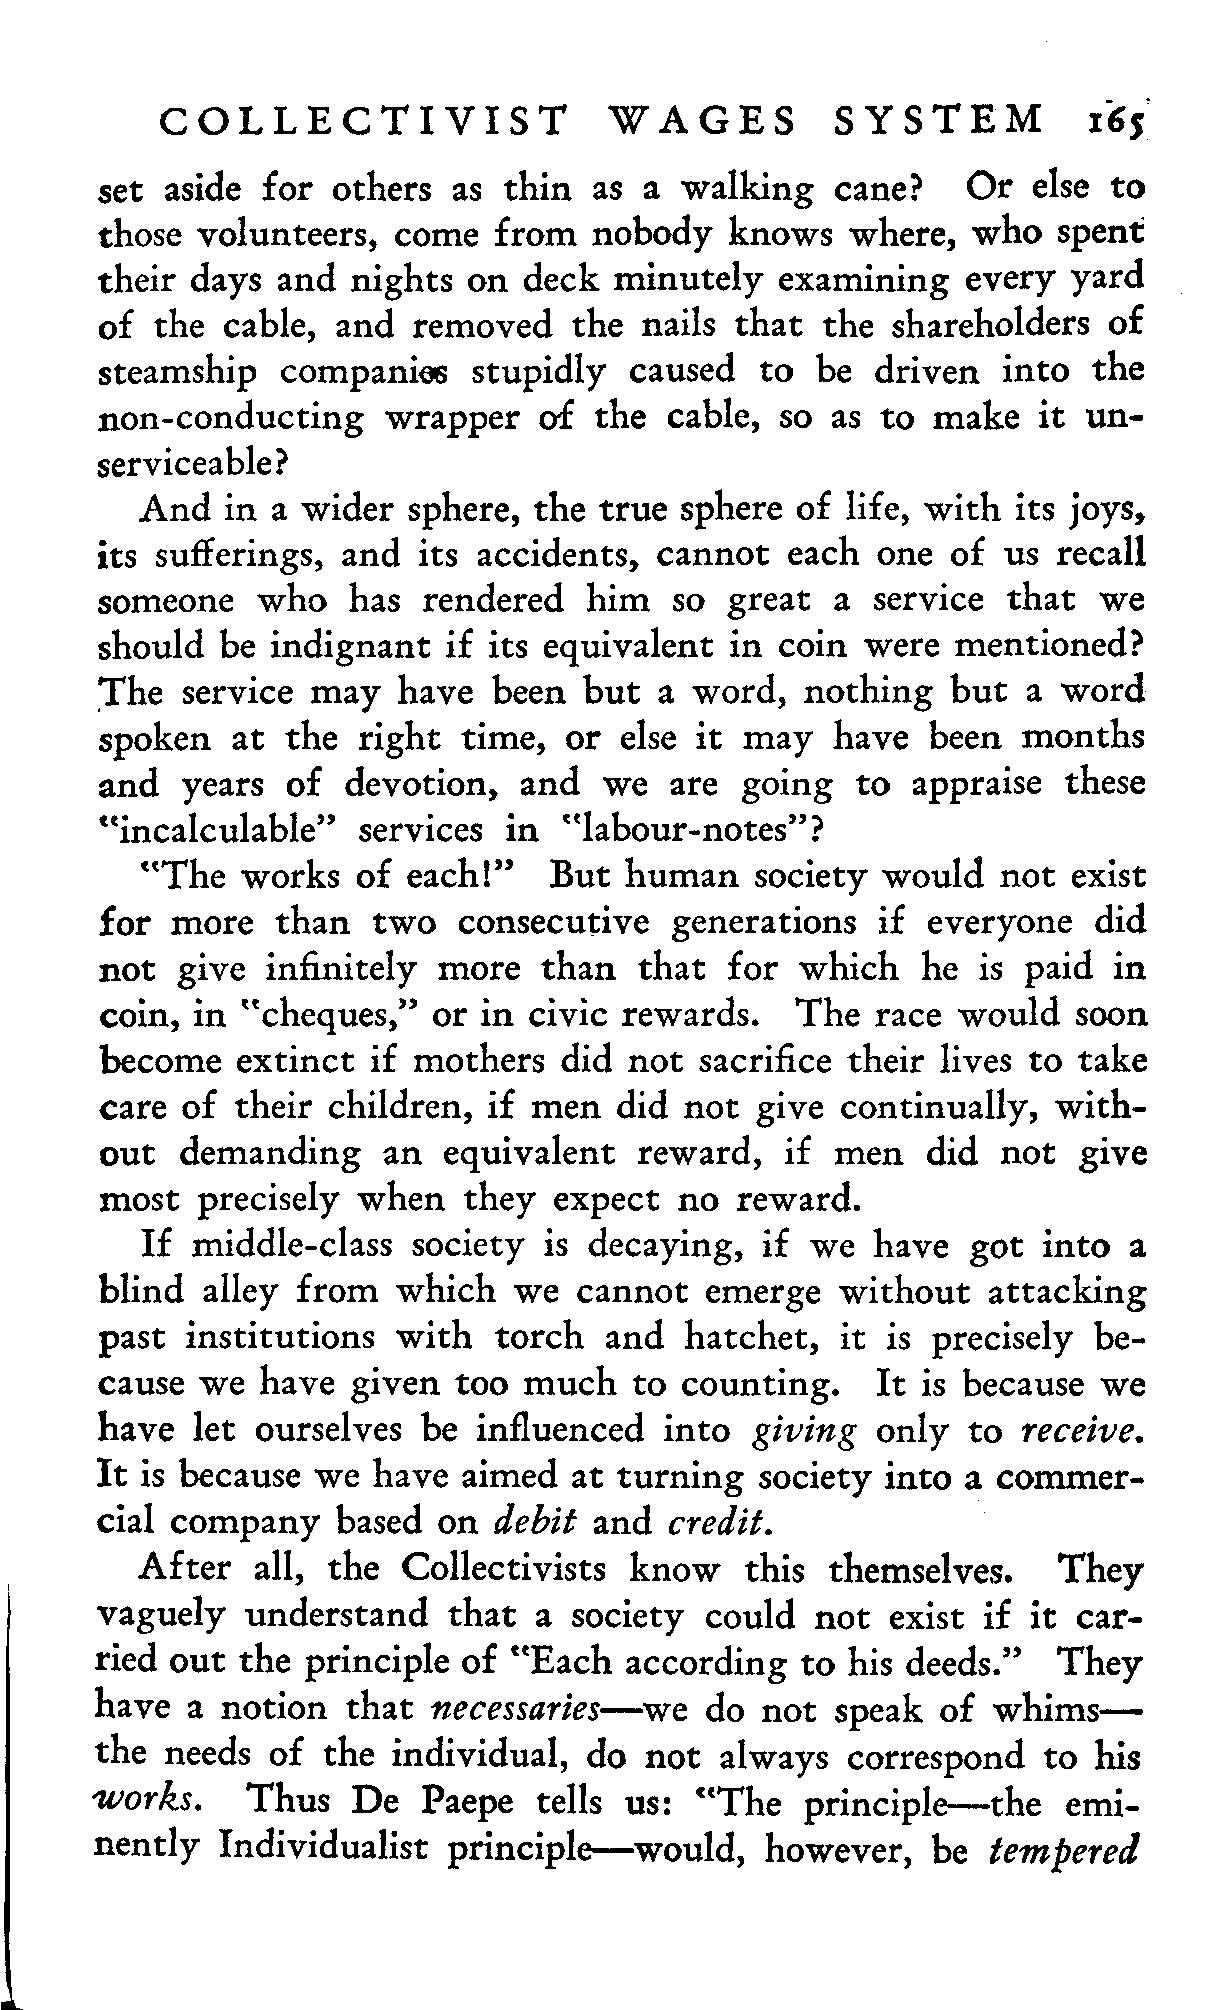 COLLECTIVIST WAGES SYSTEM 165
set aside for others as thin as a walking cane? Or else to
those volunteers, come from nobody knows where, who spent
their days and nights on deck minutely examining every yard
of the cable, and removed the nails that the shareholders of
steamship companies stupidly caused to be driven into the
non-conducting wrapper of the cable, so as to make it un-
serviceable?
And in a wider sphere, the true sphere of life, with its joys,
its sufferings, and its accidents, cannot each one of us recall
someone who has rendered him so great a service that we
should be indignant if its equivalent in coin were mentioned?
The service may have been but a word, nothing but a word
spoken at the right time, or else it may have been months
and years of devotion, and we are going to appraise these
"incalculable" services in "labour-notes"?
"The works of each!" But human society would not exist
for more than two consecutive generations if everyone did
not give infinitely more than that for which he is paid in
coin, in "cheques," or in civic rewards. The race would soon
become extinct if mothers did not sacrifice their lives to take
care of their children, if men did not give continually, with-
out demanding an equivalent reward, if men did not give
most precisely when they expect no reward.
If middle-class society is decaying, if we have got into a
blind alley from which we cannot emerge without attacking
past institutions with torch and hatchet, it is precisely be-
cause we have given too much to counting. It is because we
have let ourselves be influenced into giving only to receive.
It is because we have aimed at turning society into a commer-
cial company based on debit and credit.
After all, the Collectivists know this themselves. They
vaguely understand that a society could not exist if it car-
ried out the principle of "Each according to his deeds." They
have a notion that necessaries—we do not speak of whims—
the needs of the individual, do not always correspond to his
works. Thus De Paepe tells us: "The principle—the emi-
nently Individualist principle—would, however, be tempered